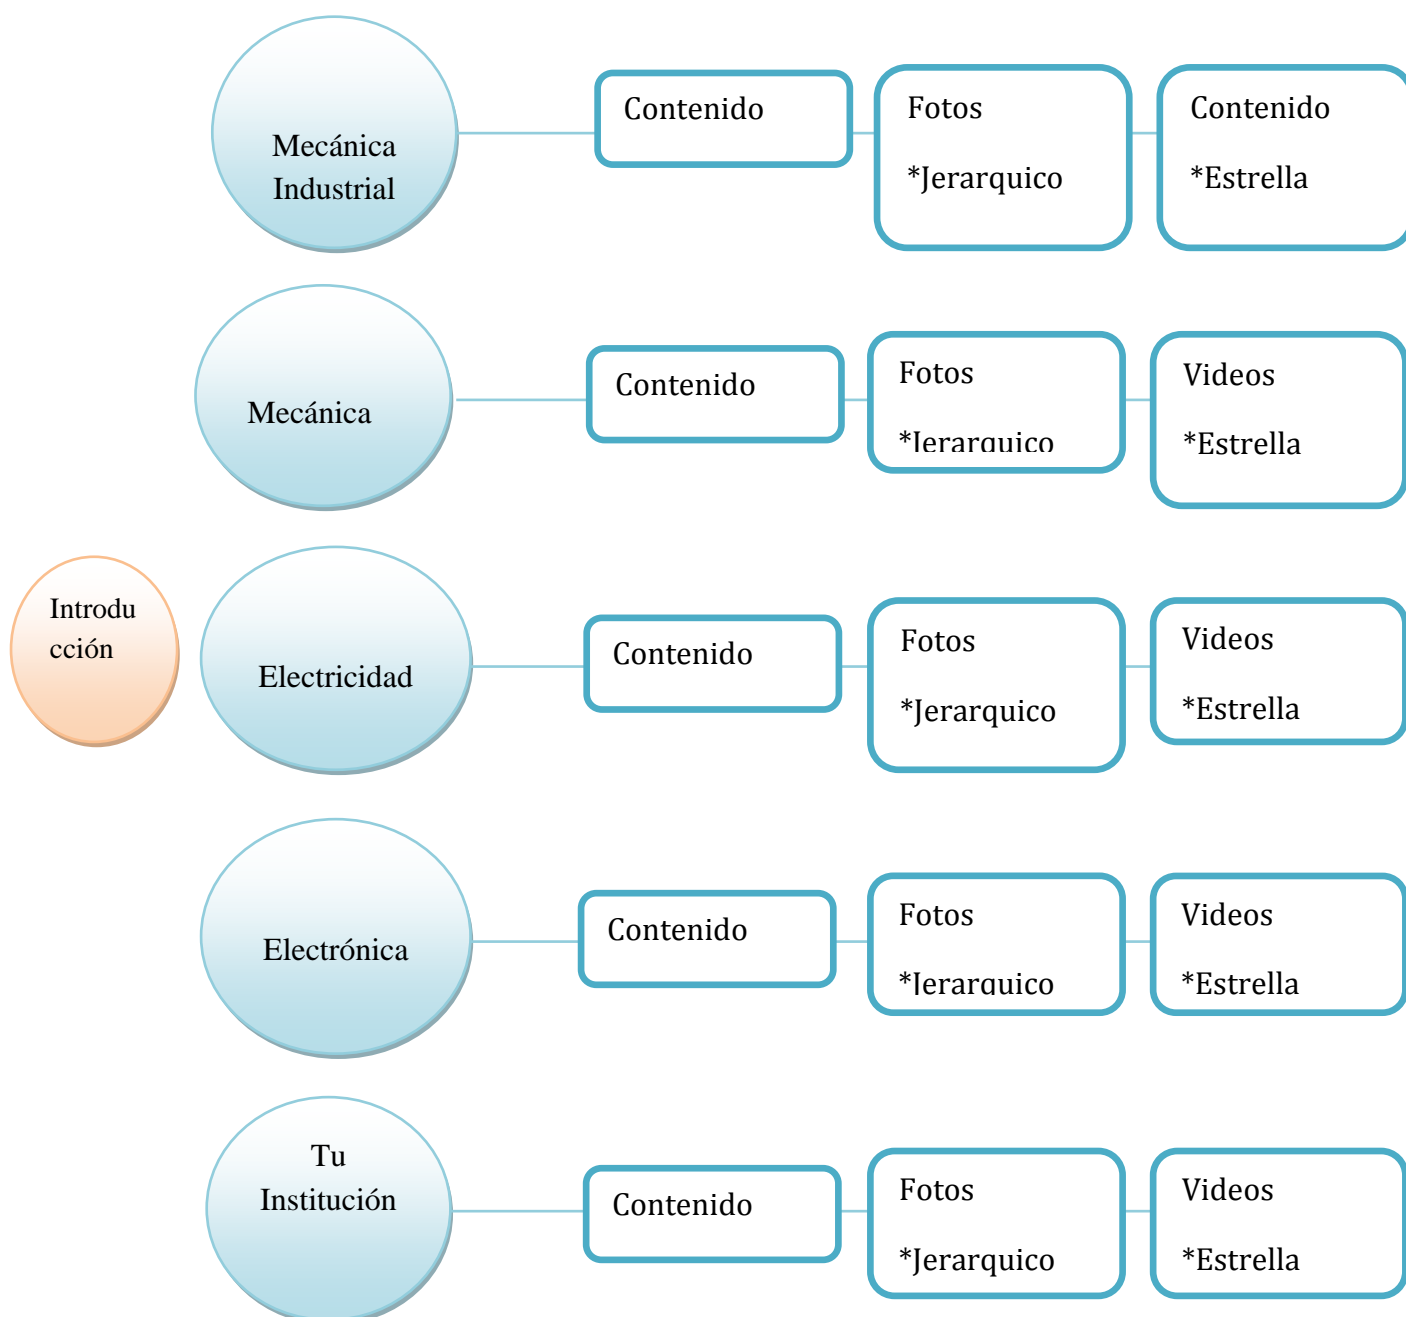 Mecánica
Industrial
Contenido
Fotos
*Jerarquico
Contenido
*Estrella
Mecánica
Contenido
Fotos
*Jerarquico
Videos
*Estrella
Introdu
cción
Electricidad
Contenido
Fotos
*Jerarquico
Videos
*Estrella
Electrónica
Contenido
Fotos
*Jerarquico
Videos
*Estrella
Tu
Institución
Contenido
Fotos
*Jerarquico
Videos
*Estrella